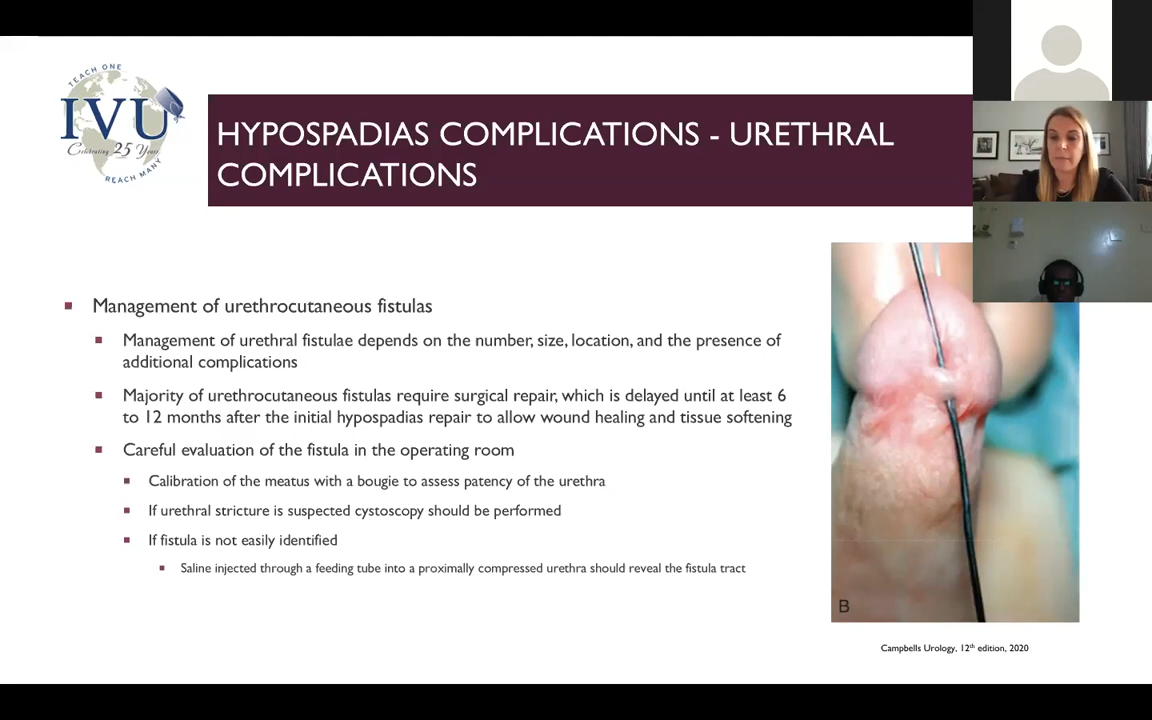 TEACH ONE
IVU
Celebrating 25 Years
REACH MANY
HYPOSPADIAS COMPLICATIONS - URETHRAL
COMPLICATIONS
Management of urethrocutaneous fistulas
Management of urethral fistulae depends on the number, size, location, and the presence of
additional complications
Majority of urethrocutaneous fistulas require surgical repair, which is delayed until at least 6
to 12 months after the initial hypospadias repair to allow wound healing and tissue softening
Careful evaluation of the fistula in the operating room
Calibration of the meatus with a bougie to assess patency of the urethra
If urethral stricture is suspected cystoscopy should be performed
If fistula is not easily identified
Saline injected through a feeding tube into a proximally compressed urethra should reveal the fistula tract
B
Campbells Urology, 12th edition, 2020